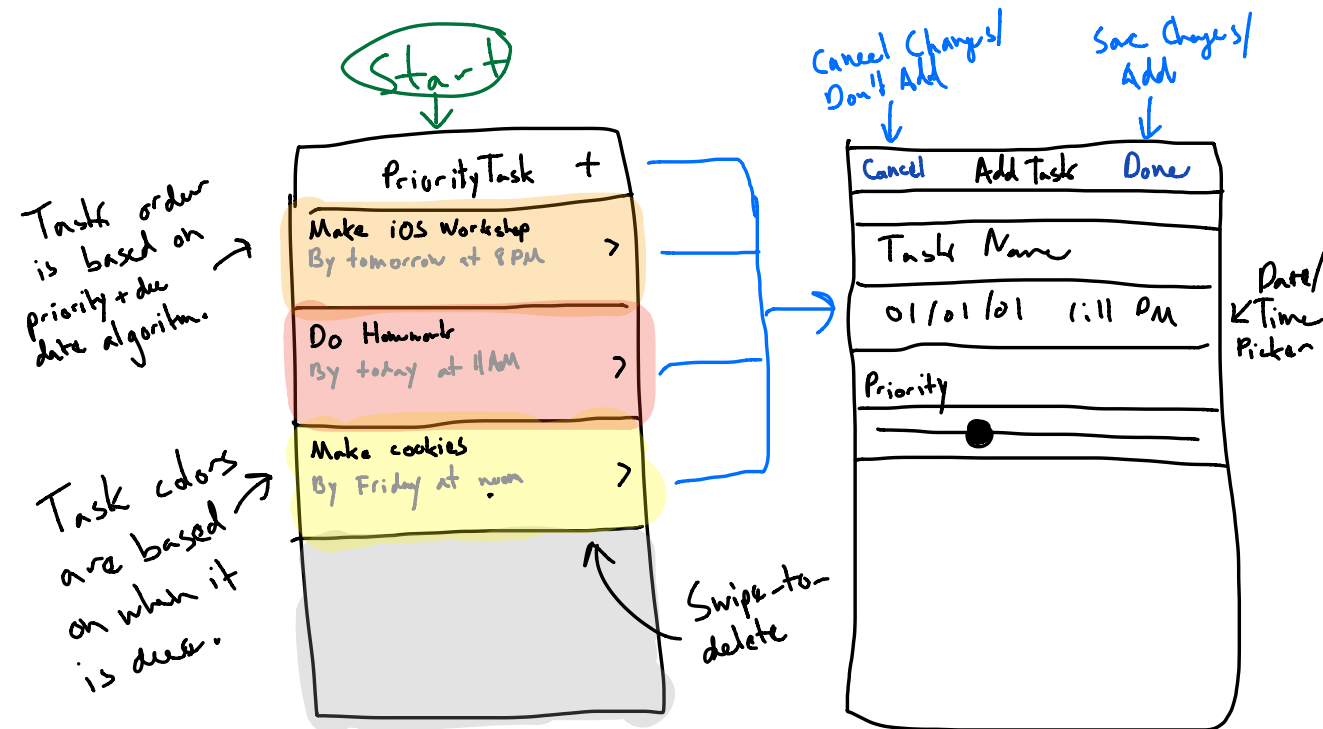 Start
Cancel Changes/
Don't Add
Save Changes/
Add
Task order
is based on
priority + due
date algoritm.
PriorityTask +
Make iOS Workshop
By tomorrow at 8PM
>
Do Homework
By today at 11AM
>
Make cookies
By Friday at noon
>
Task colors
are based
on when it
is due.
Swipe-to-
delete
Cancel Add Task Done
Task Name
01/01/01 1:11 PM
Date/
Time
Picker
Priority